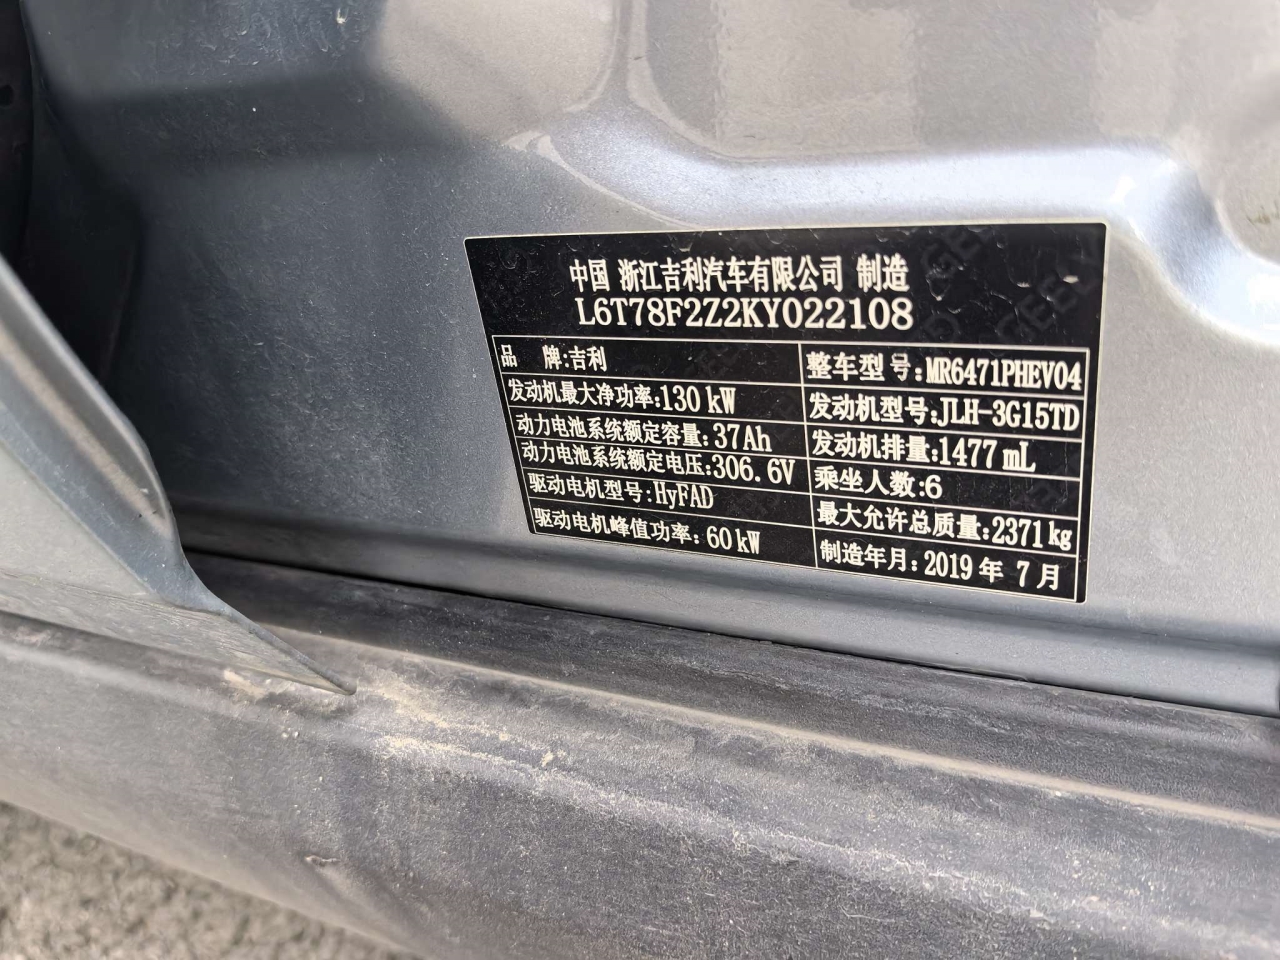 中国 浙江吉利汽车有限公司 制造
L6T78F2Z2KY022108
品 牌:吉利
整车型号:MR6471PHEV04
发动机最大净功率:130 kW
发动机型号:JLH-3G15TD
动力电池系统额定容量:37Ah
发动机排量:1477 mL
动力电池系统额定电压:306.6V
乘坐人数:6
驱动电机型号:HyFAD
最大允许总质量:2371kg
驱动电机峰值功率:60kW
制造年月:2019 年 7 月